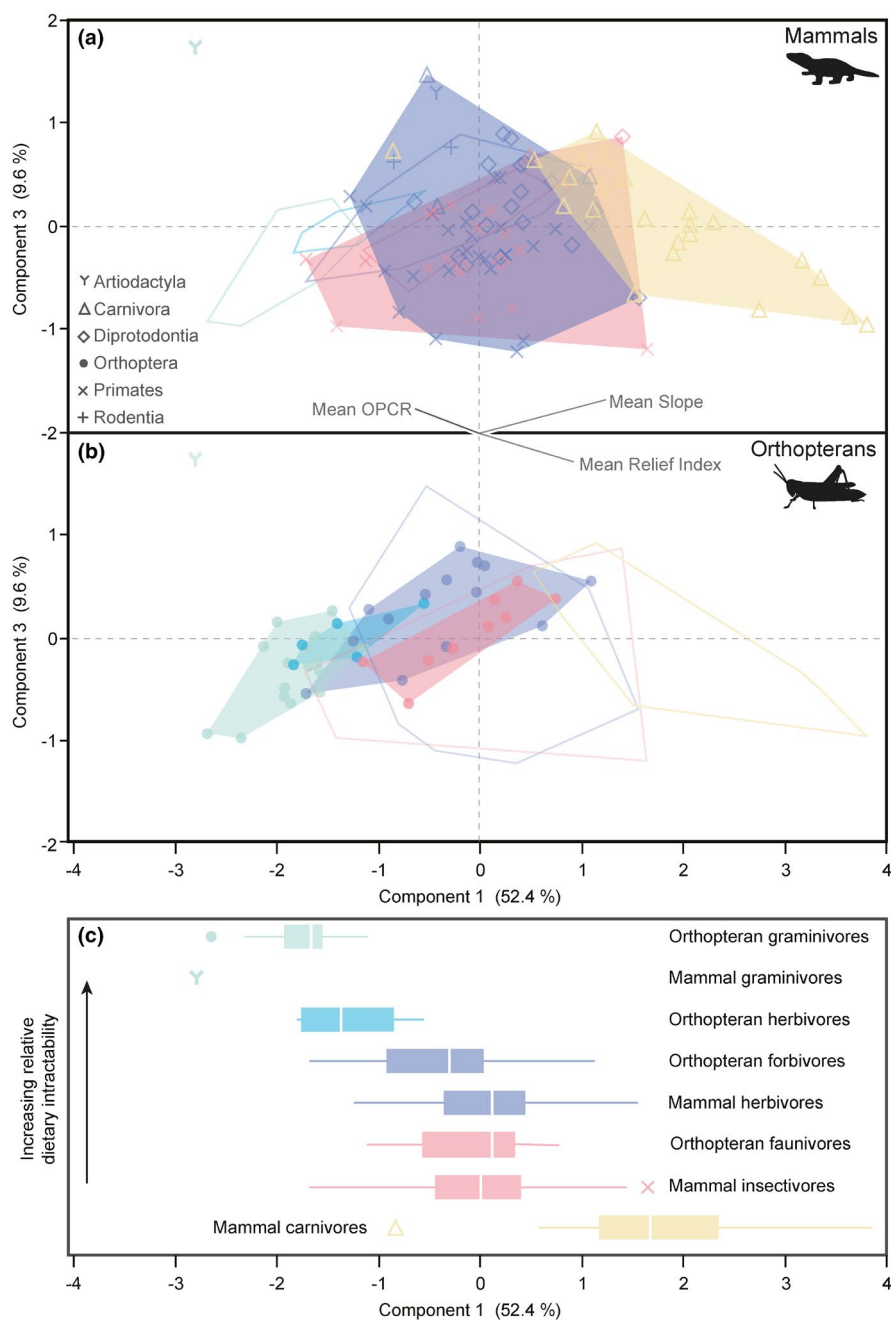 (a)
Mammals
2
1
0
-1
-2
Component 3 (9.6 %)
Artiodactyla
Carnivora
Diprotodontia
Orthoptera
Primates
Rodentia
Mean OPCR
Mean Slope
Mean Relief Index
(b)
Orthopterans
1
0
-1
-2
Component 3 (9.6 %)
-4 -3 -2 -1 0 1 2 3 4
Component 1 (52.4 %)
(c)
Increasing relative
dietary intractability
Orthopteran graminivores
Mammal graminivores
Orthopteran herbivores
Orthopteran forbivores
Mammal herbivores
Orthopteran faunivores
Mammal insectivores
Mammal carnivores
-4 -3 -2 -1 0 1 2 3 4
Component 1 (52.4 %)